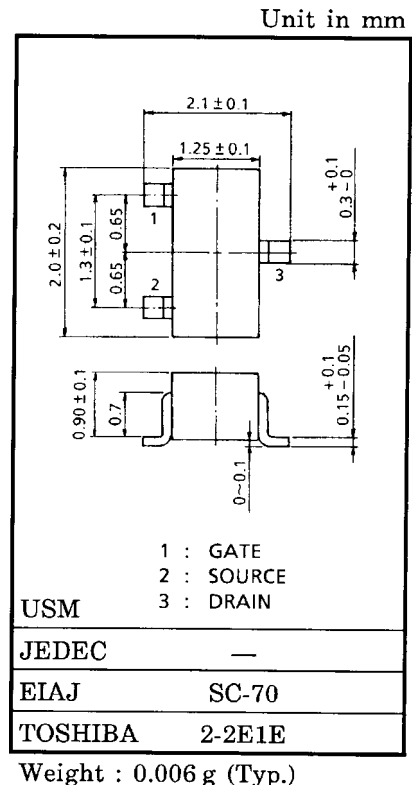 Unit in mm
2.1±0.1
1.25±0.1
+0.1
0.3-0
2.0±0.2
1.3±0.1
0.65
0.65
1
2
3
0.90±0.1
0.7
0~0.1
+0.1
0.15-0.05
1 : GATE
2 : SOURCE
3 : DRAIN
USM
JEDEC —
EIAJ SC-70
TOSHIBA 2-2E1E
Weight : 0.006 g (Typ.)